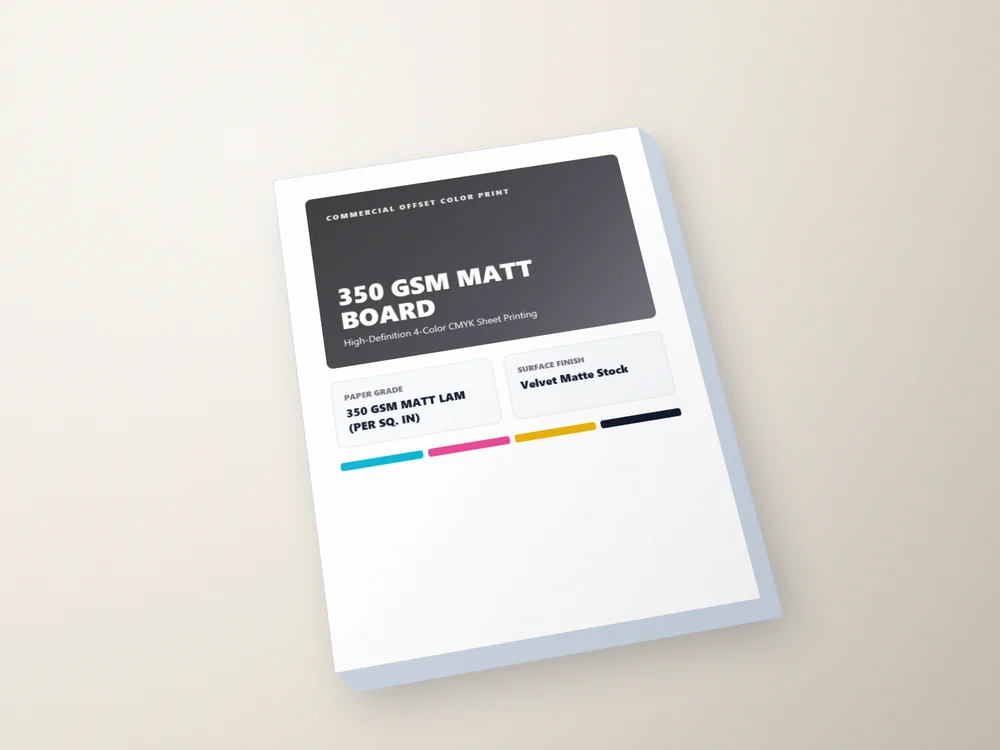 COMMERCIAL OFFSET COLOR PRINT
350 GSM MATT
BOARD
High-Definition 4-Color CMYK Sheet Printing
PAPER GRADE
350 GSM MATT LAM
(PER SQ. IN)
SURFACE FINISH
Velvet Matte Stock